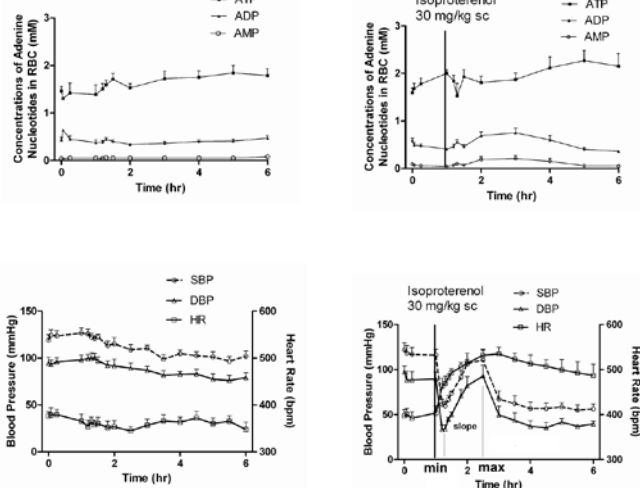 ATP
ADP
AMP
Concentrations of Adenine
Nucleotides in RBC (mM)
3
2
1
0
0
2
4
6
Time (hr)
Isoproterenol
30 mg/kg sc
ATP
ADP
AMP
Concentrations of Adenine
Nucleotides in RBC (mM)
3
2
1
0
0
2
4
6
Time (hr)
SBP
DBP
HR
Blood Pressure (mmHg)
150
100
50
0
600
500
400
300
Heart Rate (bpm)
0
2
4
6
Time (hr)
Isoproterenol
30 mg/kg sc
SBP
DBP
HR
Blood Pressure (mmHg)
150
100
50
0
600
500
400
300
Heart Rate (bpm)
slope
0
min
2
max
4
6
Time (hr)